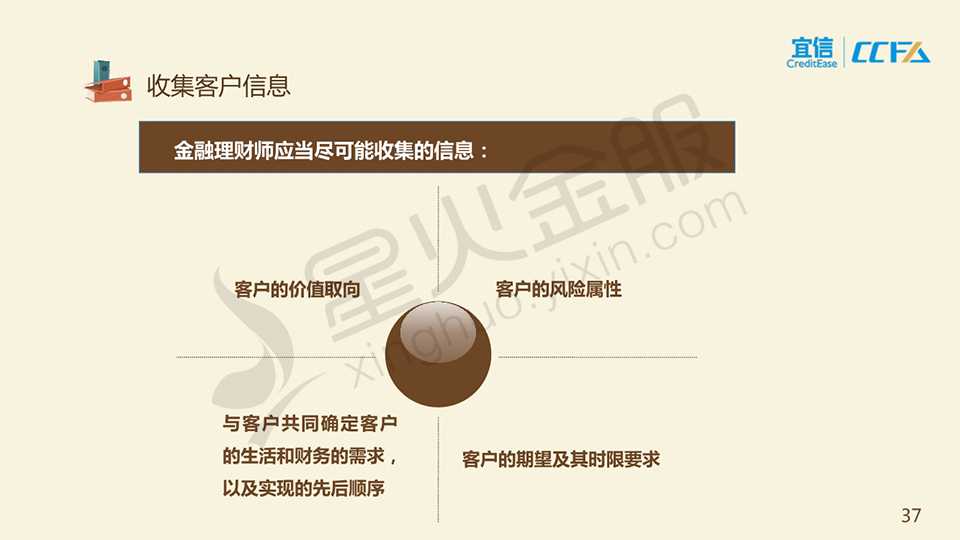 宜信
CreditEase
CCFA
收集客户信息
金融理财师应当尽可能收集的信息：
客户的价值取向
客户的风险属性
与客户共同确定客户
的生活和财务的需求，
以及实现的先后顺序
客户的期望及其时限要求
星火金服
xinghuo.yixin.com
37